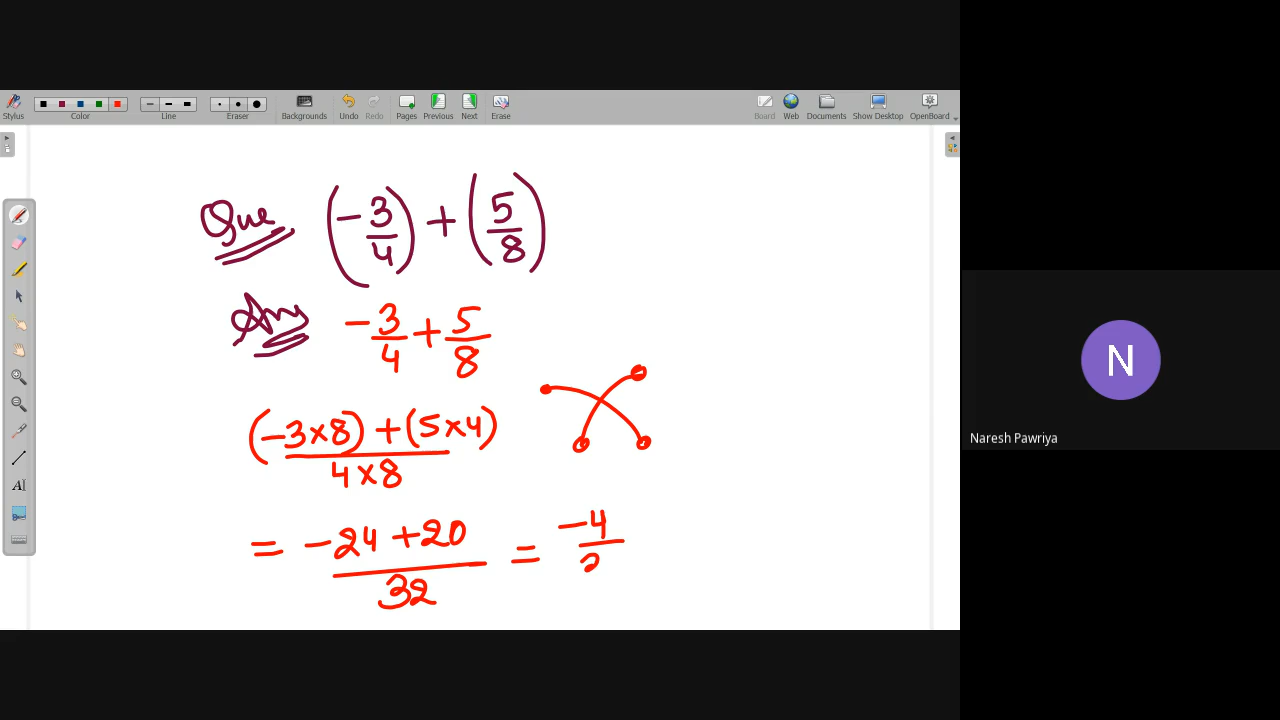 Stylus Color Line Eraser Backgrounds Undo Redo Pages Previous Next Erase Board Web Documents Show Desktop OpenBoard
Que (-3/4) + (5/8)
Ans -3/4 + 5/8
(-3×8) + (5×4) / 4×8
= -24 + 20 / 32 = -4 /
N
Naresh Pawriya